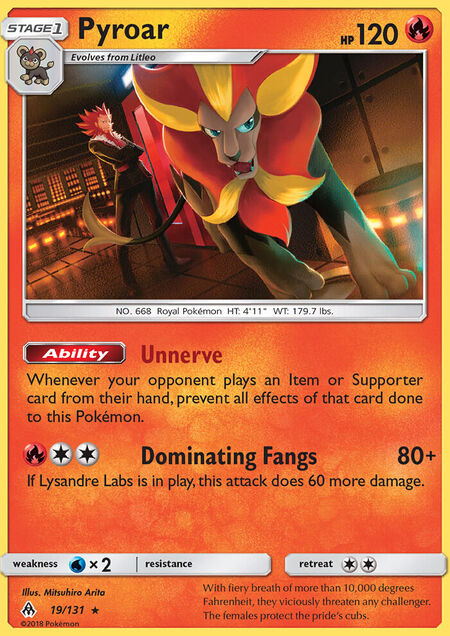 STAGE 1
Pyroar
HP 120
Evolves from Litleo
NO. 668 Royal Pokémon HT: 4'11" WT: 179.7 lbs.
Ability Unnerve
Whenever your opponent plays an Item or Supporter
card from their hand, prevent all effects of that card done
to this Pokémon.
Dominating Fangs 80+
If Lysandre Labs is in play, this attack does 60 more damage.
weakness ×2 resistance retreat
Illus. Mitsuhiro Arita
19/131 ★
©2018 Pokémon
With fiery breath of more than 10,000 degrees
Fahrenheit, they viciously threaten any challenger.
The females protect the pride's cubs.